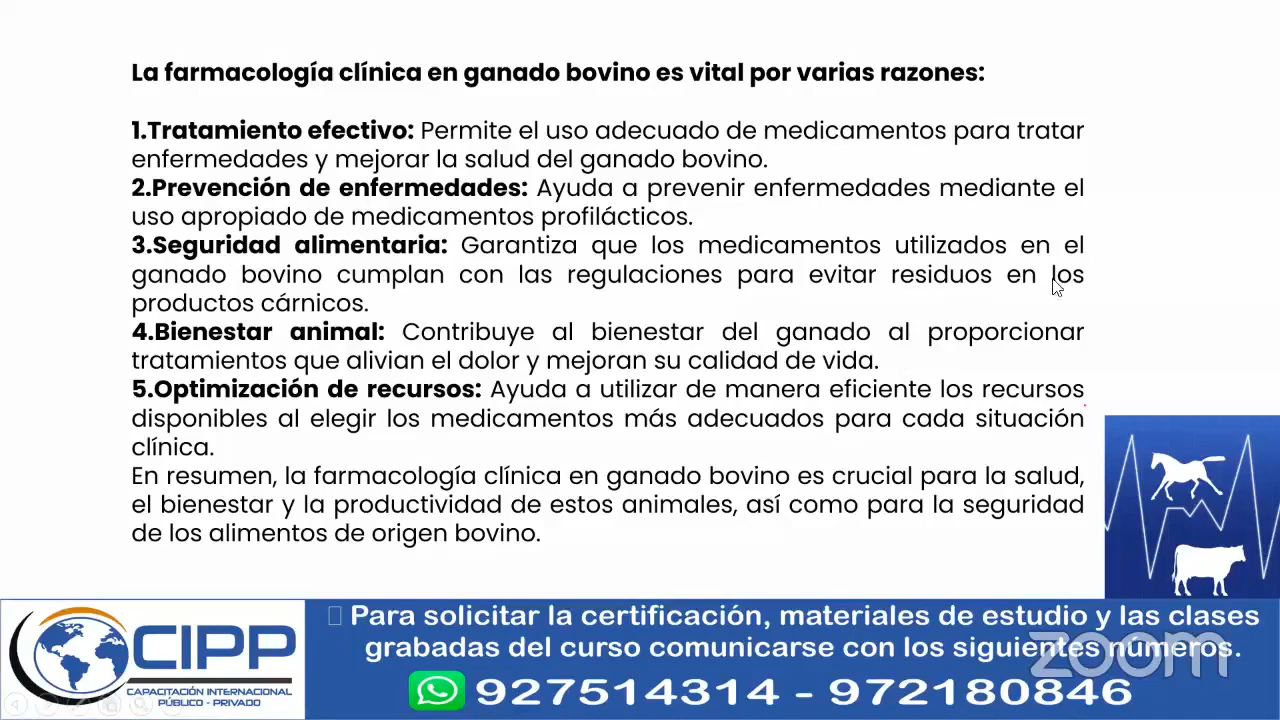 La farmacología clínica en ganado bovino es vital por varias razones:
1.Tratamiento efectivo: Permite el uso adecuado de medicamentos para tratar
enfermedades y mejorar la salud del ganado bovino.
2.Prevención de enfermedades: Ayuda a prevenir enfermedades mediante el
uso apropiado de medicamentos profilácticos.
3.Seguridad alimentaria: Garantiza que los medicamentos utilizados en el
ganado bovino cumplan con las regulaciones para evitar residuos en los
productos cárnicos.
4.Bienestar animal: Contribuye al bienestar del ganado al proporcionar
tratamientos que alivian el dolor y mejoran su calidad de vida.
5.Optimización de recursos: Ayuda a utilizar de manera eficiente los recursos
disponibles al elegir los medicamentos más adecuados para cada situación
clínica.
En resumen, la farmacología clínica en ganado bovino es crucial para la salud,
el bienestar y la productividad de estos animales, así como para la seguridad
de los alimentos de origen bovino.
CIPP
CAPACITACIÓN INTERNACIONAL
PÚBLICO - PRIVADO
Para solicitar la certificación, materiales de estudio y las clases
grabadas del curso comunicarse con los siguientes números.
927514314 - 972180846
zoom